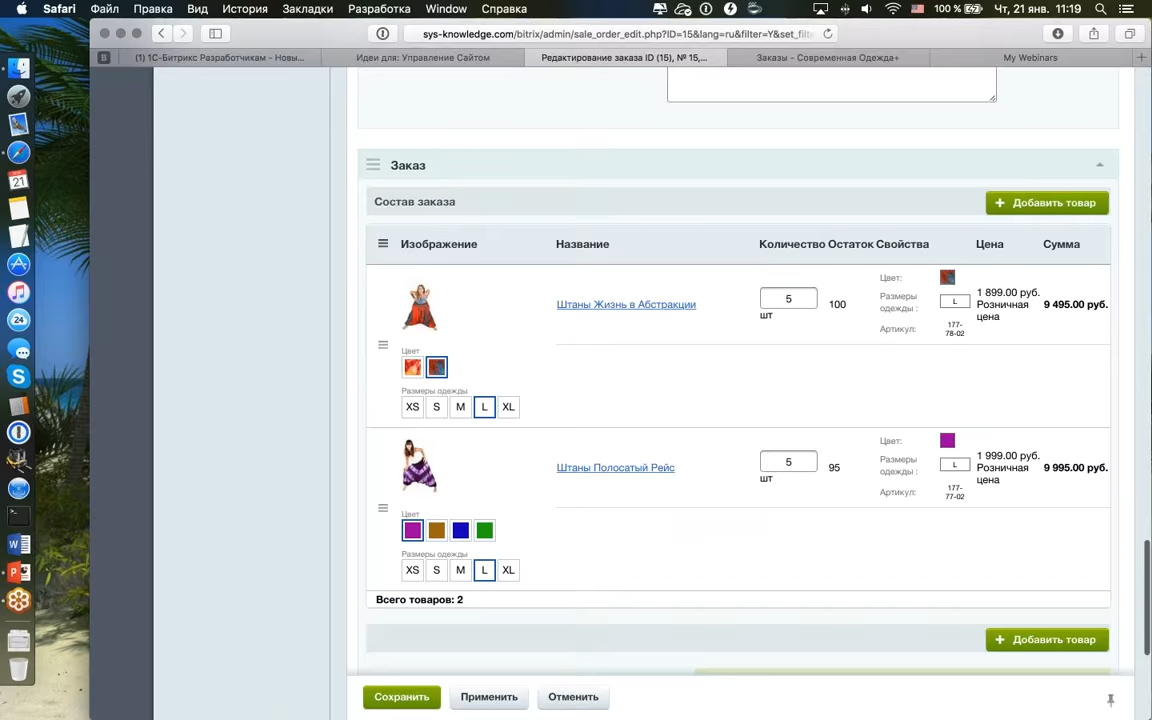 Safari Файл Правка Вид История Закладки Разработка Window Справка 100 % Чт, 21 янв. 11:19
sys-knowledge.com/bitrix/admin/sale_order_edit.php?ID=15&lang=ru&filter=Y&set_filte
B (1) 1С-Битрикс Разработчикам - Новы... Идеи для: Управление Сайтом Редактирование заказа ID (15), № 15,... Заказы - Современная Одежда+ My Webinars
21
Заказ
Состав заказа + Добавить товар
Изображение Название Количество Остаток Свойства Цена Сумма
Штаны Жизнь в Абстракции
5
шт
100
Цвет:
Размеры одежды :
L
Артикул:
177-78-02
1 899.00 руб.
Розничная
цена
9 495.00 руб.
Цвет
Размеры одежды
XS S M L XL
Штаны Полосатый Рейс
5
шт
95
Цвет:
Размеры одежды :
L
Артикул:
177-77-02
1 999.00 руб.
Розничная
цена
9 995.00 руб.
Цвет
Размеры одежды
XS S M L XL
Всего товаров: 2
+ Добавить товар
Сохранить Применить Отменить
24